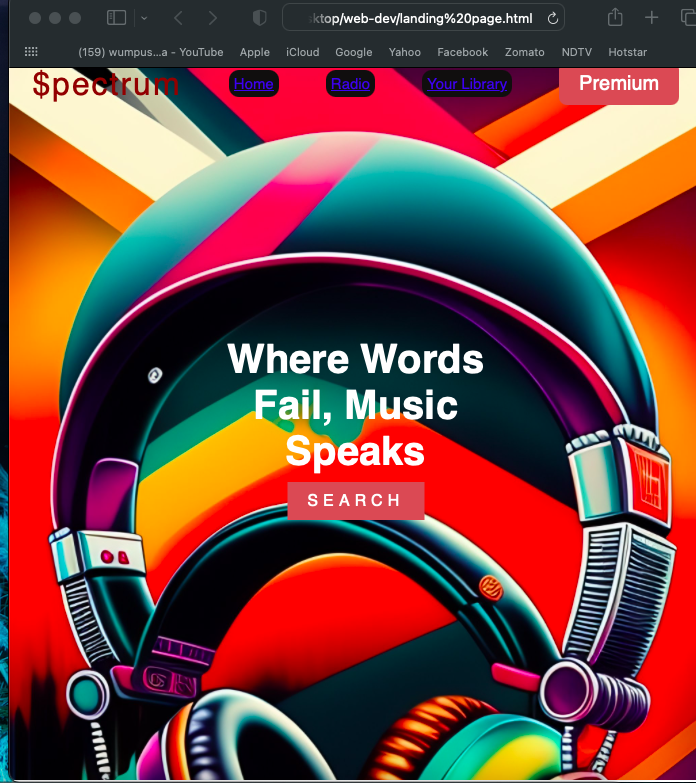 ktop/web-dev/landing%20page.html
(159) wumpus...a - YouTube Apple iCloud Google Yahoo Facebook Zomato NDTV Hotstar
$pectrum Home Radio Your Library Premium
Where Words
Fail, Music
Speaks
SEARCH